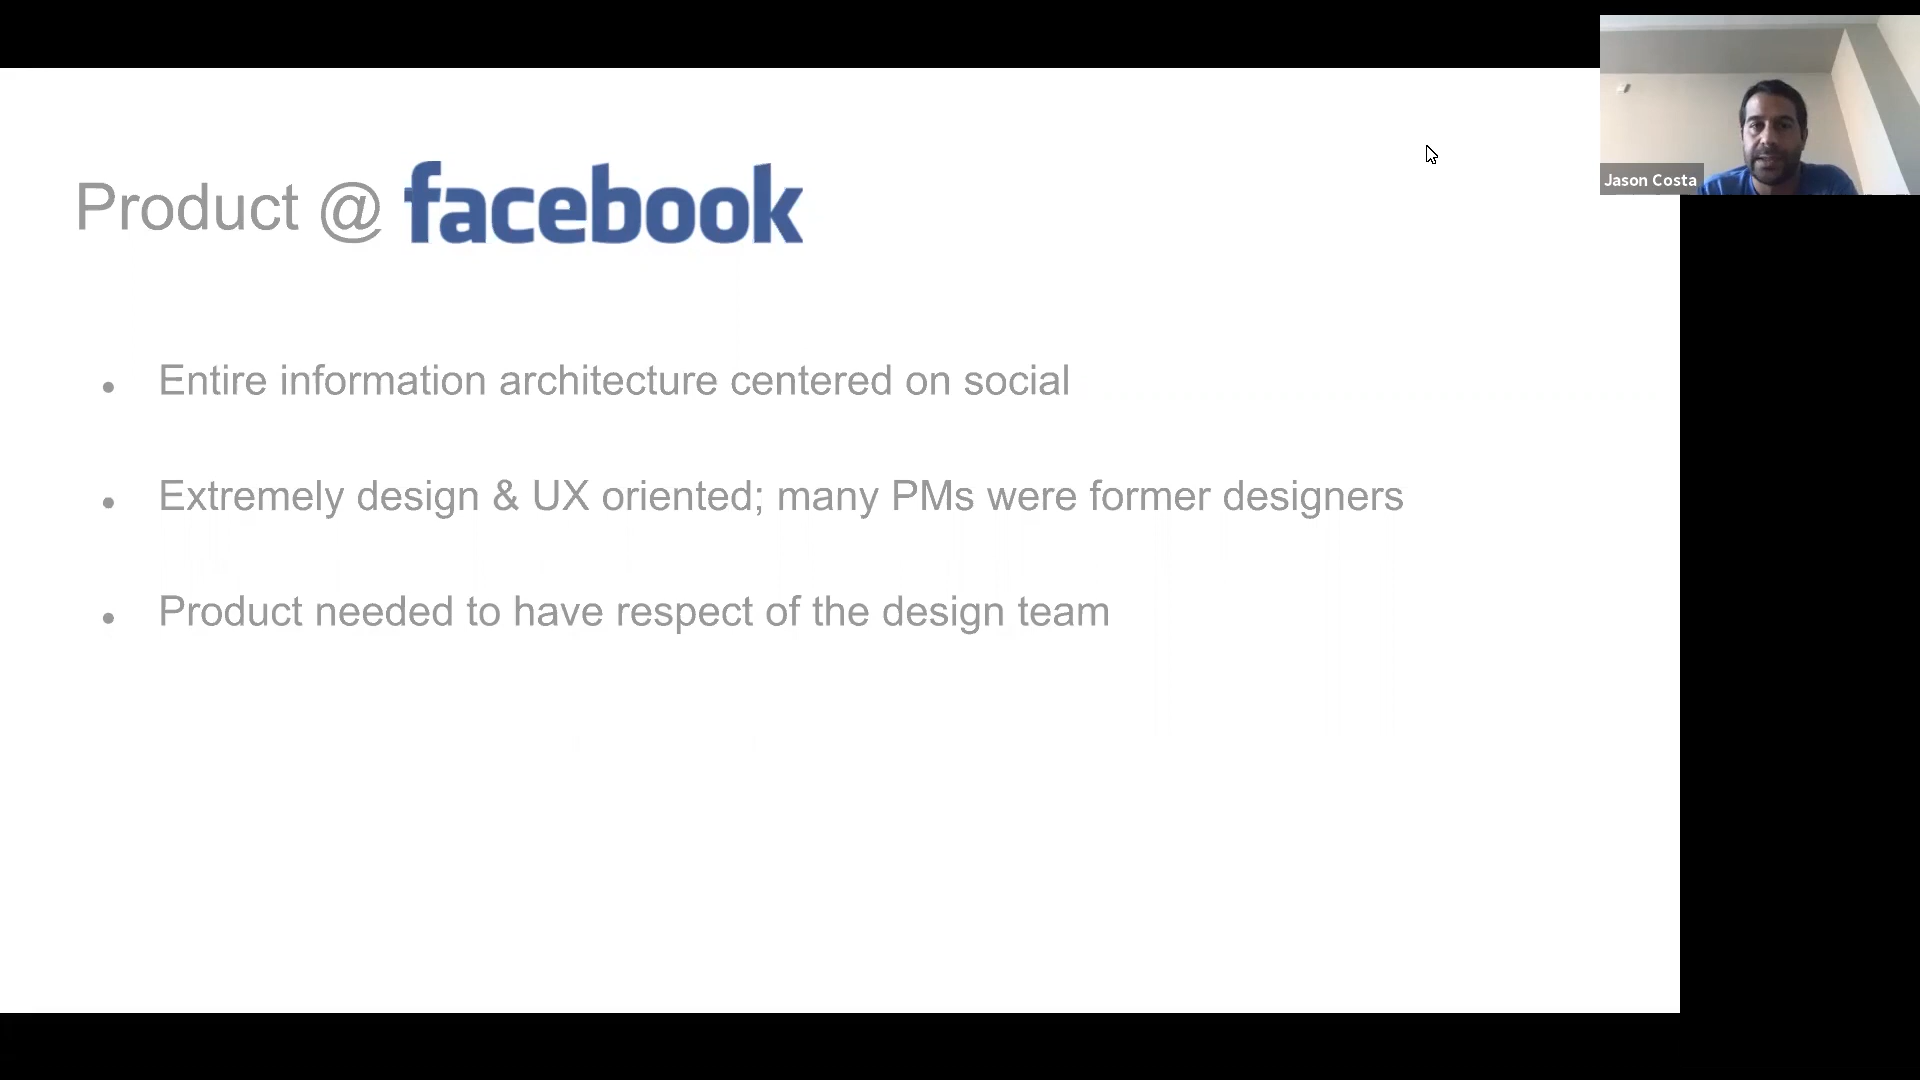 Product @ facebook
Jason Costa
• Entire information architecture centered on social
• Extremely design & UX oriented; many PMs were former designers
• Product needed to have respect of the design team